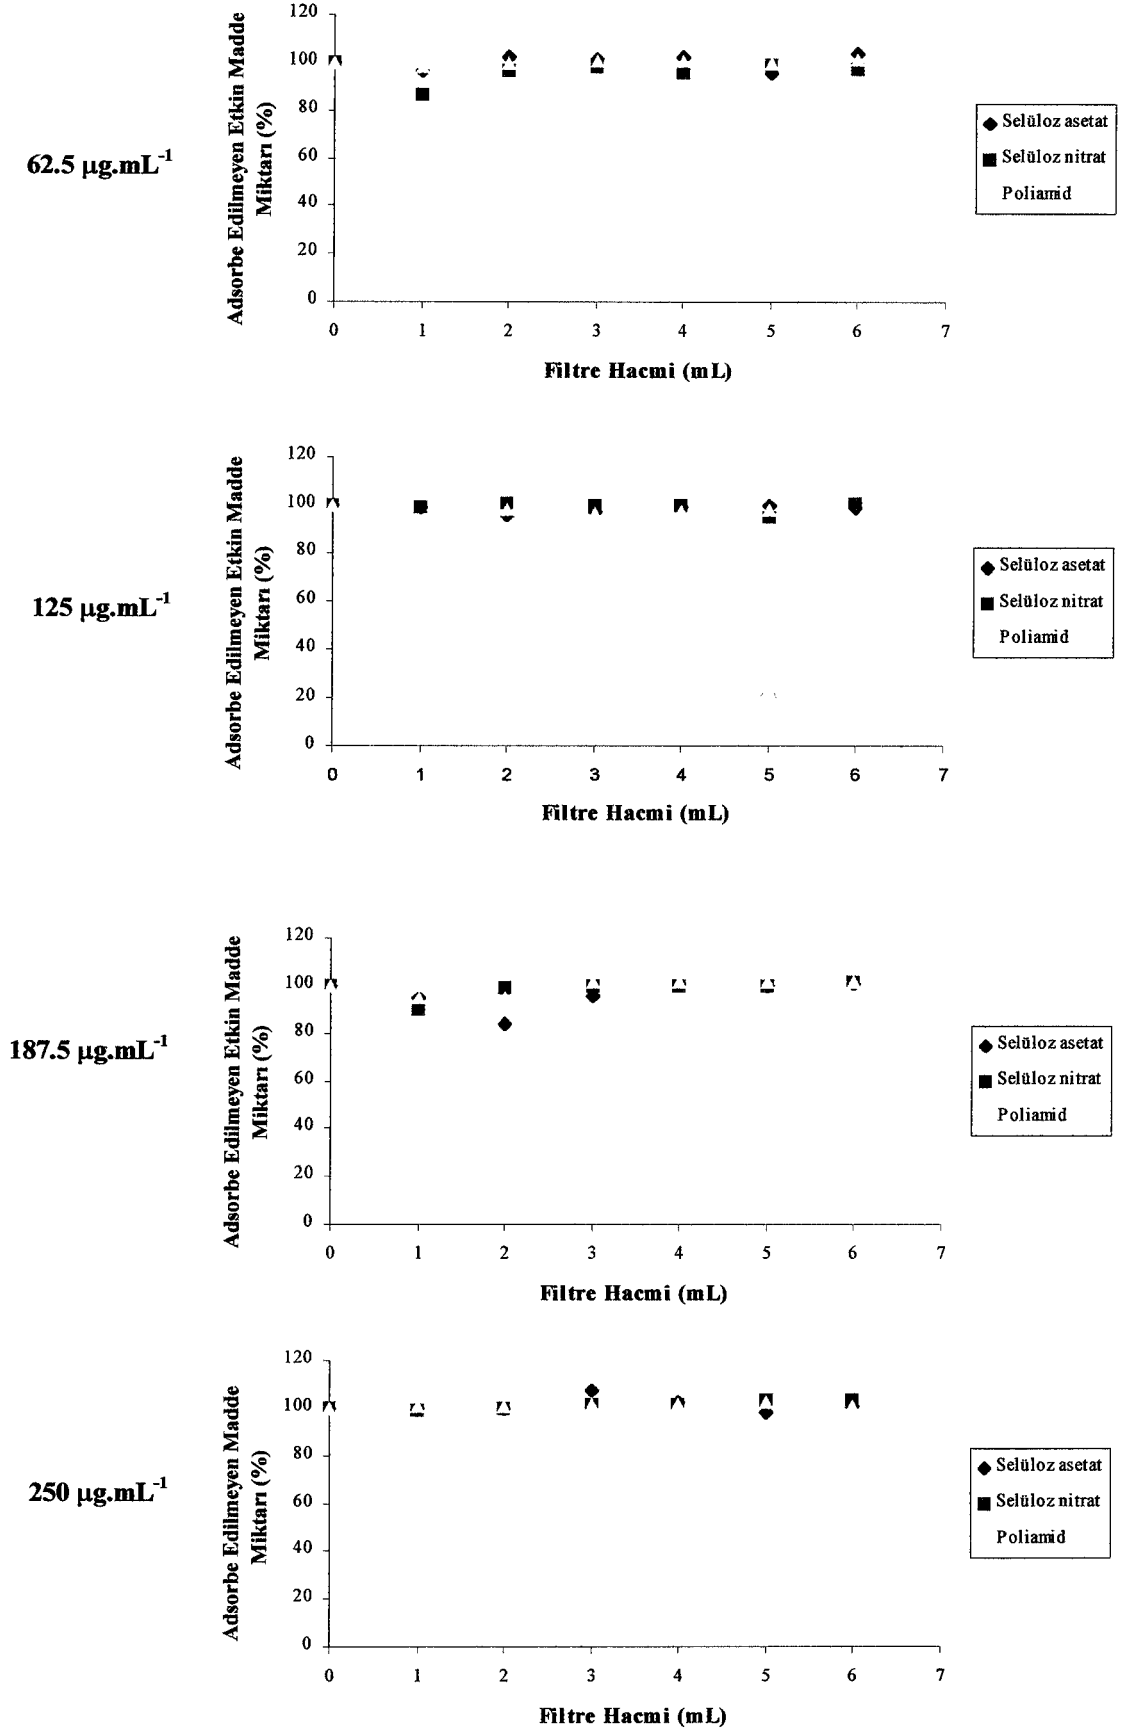 62.5 µg.mL⁻¹
Adsorbe Edilmeyen Etkin Madde
Miktarı (%)
120
100
80
60
40
20
0
0 1 2 3 4 5 6 7
Filtre Hacmi (mL)
Selüloz asetat
Selüloz nitrat
Poliamid
125 µg.mL⁻¹
Adsorbe Edilmeyen Etkin Madde
Miktarı (%)
120
100
80
60
40
20
0
0 1 2 3 4 5 6 7
Filtre Hacmi (mL)
Selüloz asetat
Selüloz nitrat
Poliamid
187.5 µg.mL⁻¹
Adsorbe Edilmeyen Etkin Madde
Miktarı (%)
120
100
80
60
40
20
0
0 1 2 3 4 5 6 7
Filtre Hacmi (mL)
Selüloz asetat
Selüloz nitrat
Poliamid
250 µg.mL⁻¹
Adsorbe Edilmeyen Madde
Miktarı (%)
120
100
80
60
40
20
0
0 1 2 3 4 5 6 7
Filtre Hacmi (mL)
Selüloz asetat
Selüloz nitrat
Poliamid